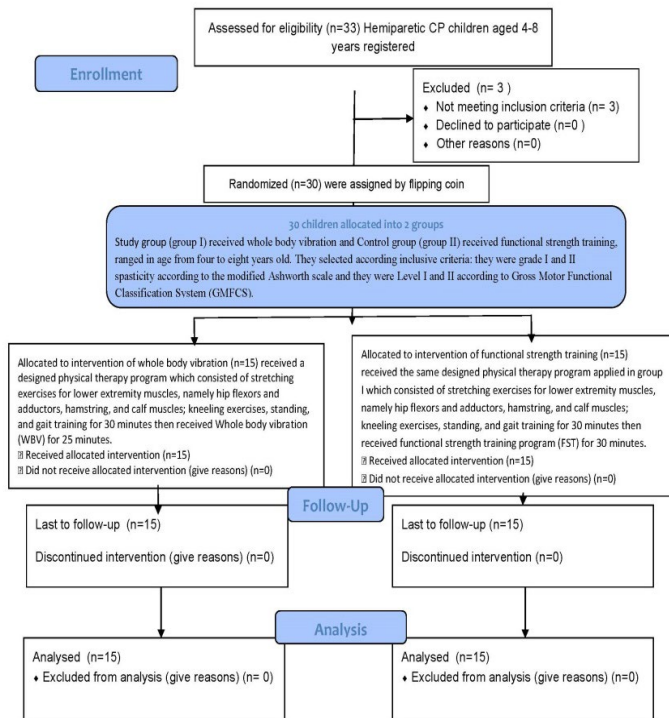 Assessed for eligibility (n=33) Hemiparetic CP children aged 4-8
years registered
Enrollment
Excluded (n= 3 )
♦ Not meeting inclusion criteria (n= 3)
♦ Declined to participate (n=0 )
♦ Other reasons (n=0)
Randomized (n=30) were assigned by flipping coin
30 children allocated into 2 groups
Study group (group I) received whole body vibration and Control group (group II) received functional strength training,
ranged in age from four to eight years old. They selected according inclusive criteria: they were grade I and II
spasticity according to the modified Ashworth scale and they were Level I and II according to Gross Motor Functional
Classification System (GMFCS).
Allocated to intervention of whole body vibration (n=15) received a
designed physical therapy program which consisted of stretching
exercises for lower extremity muscles, namely hip flexors and
adductors, hamstring, and calf muscles; kneeling exercises, standing,
and gait training for 30 minutes then received Whole body vibration
(WBV) for 25 minutes.
Received allocated intervention (n=15)
Did not receive allocated intervention (give reasons) (n=0)
Allocated to intervention of functional strength training (n=15)
received the same designed physical therapy program applied in group
I which consisted of stretching exercises for lower extremity muscles,
namely hip flexors and adductors, hamstring, and calf muscles;
kneeling exercises, standing, and gait training for 30 minutes then
received functional strength training program (FST) for 30 minutes.
Received allocated intervention (n=15)
Did not receive allocated intervention (give reasons) (n=0)
Follow-Up
Last to follow-up (n=15)
Discontinued intervention (give reasons) (n=0)
Last to follow-up (n=15)
Discontinued intervention (n=0)
Analysis
Analysed (n=15)
♦ Excluded from analysis (give reasons) (n= 0)
Analysed (n=15)
♦ Excluded from analysis (give reasons) (n=0)